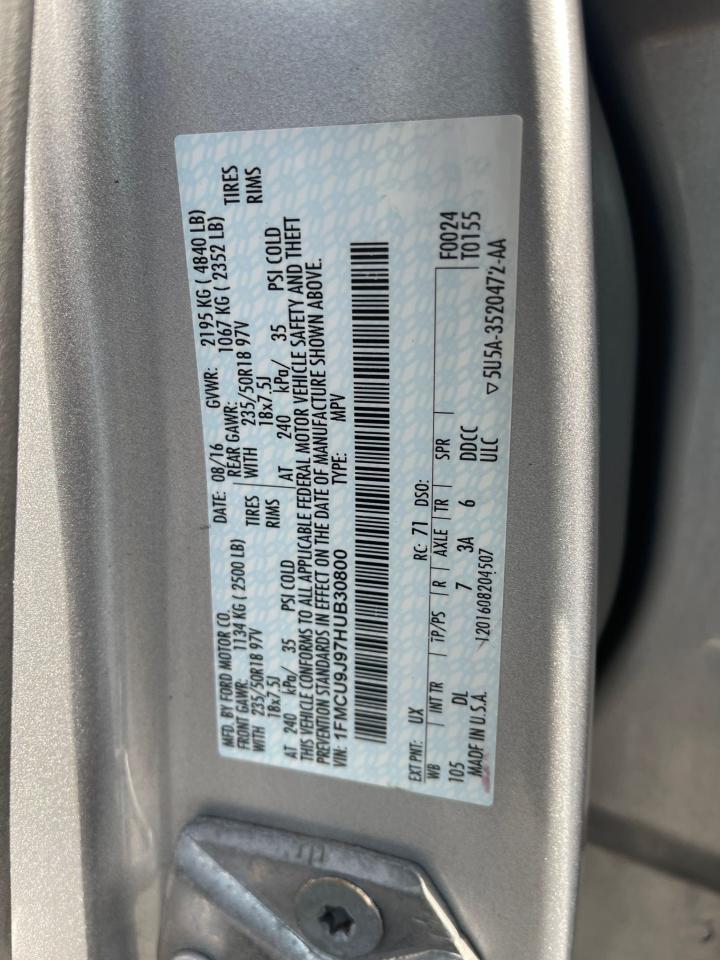 MFD. BY FORD MOTOR CO. DATE: 08/16 GVWR: 2195 KG ( 4840 LB)
FRONT GAWR: 1134 KG ( 2500 LB) REAR GAWR: 1067 KG ( 2352 LB)
WITH 235/50R18 97V TIRES WITH 235/50R18 97V TIRES
18x7.5J RIMS 18x7.5J RIMS
AT 240 kPa/ 35 PSI COLD AT 240 kPa/ 35 PSI COLD
THIS VEHICLE CONFORMS TO ALL APPLICABLE FEDERAL MOTOR VEHICLE SAFETY AND THEFT
PREVENTION STANDARDS IN EFFECT ON THE DATE OF MANUFACTURE SHOWN ABOVE.
VIN: 1FMCU9J97HUB30800 TYPE: MPV
EXT PNT: UX RC: 71 DSO: F0024
WB INT TR TP/PS R AXLE TR SPR T0155
105 DL 7 3A 6 DDCC
MADE IN U.S.A. 1201608204507 ULC ▽5U5A-3520472-AA